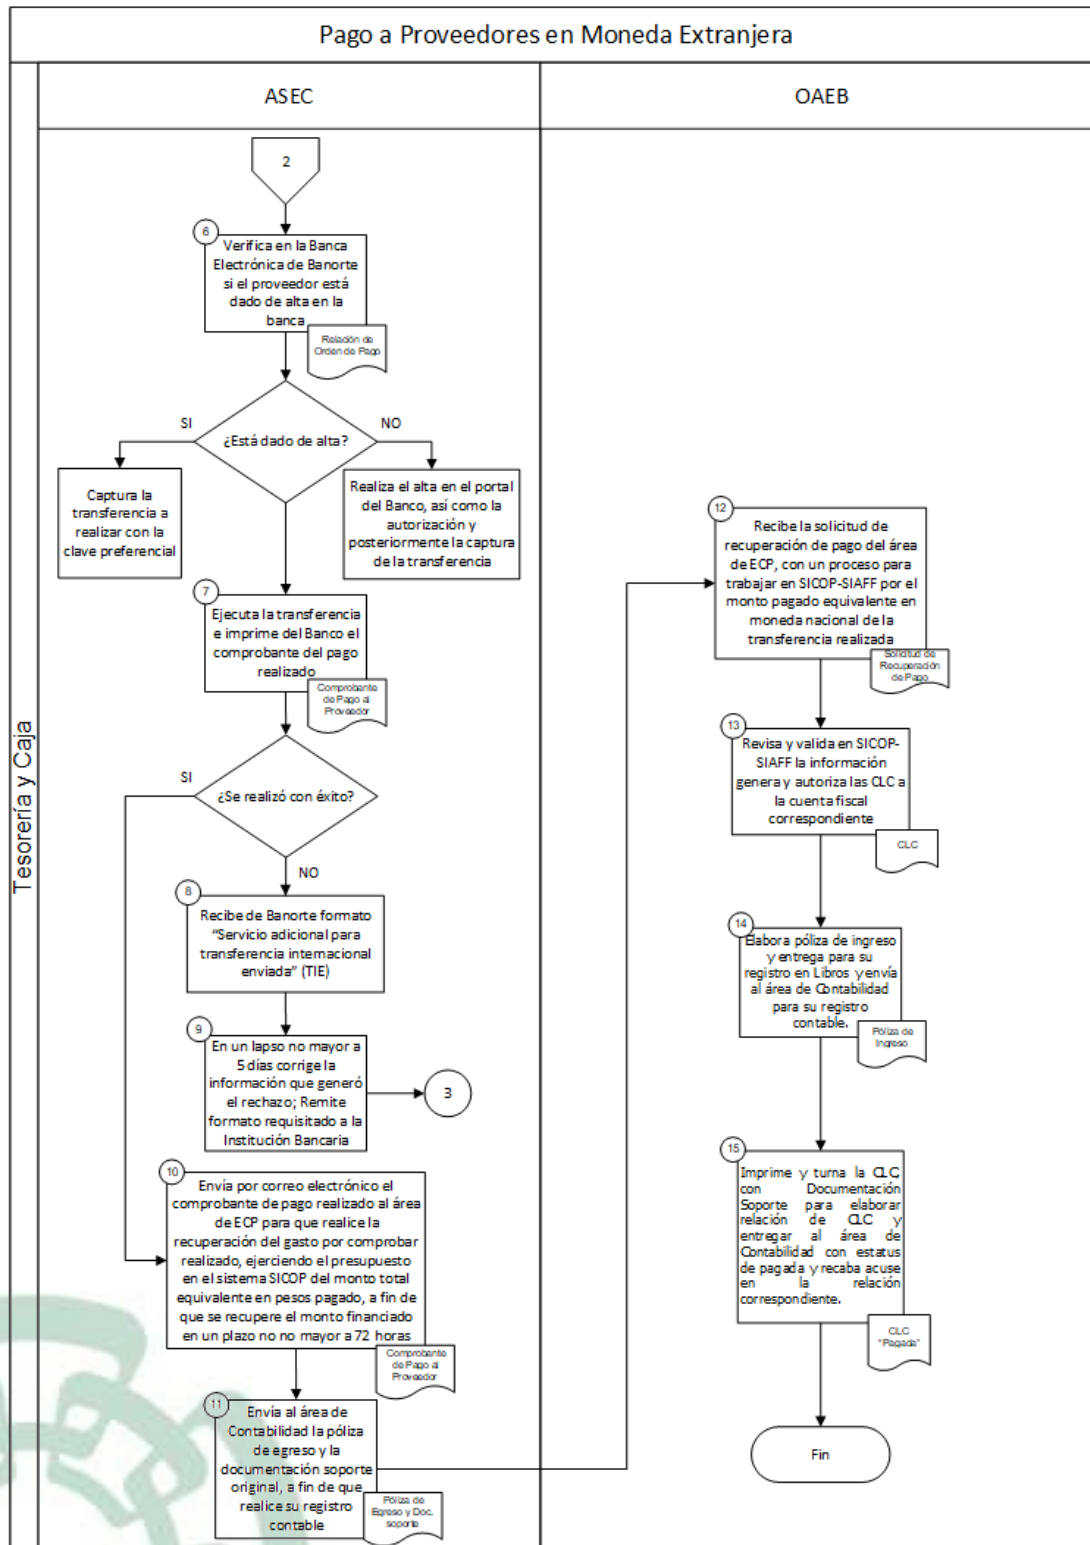 Pago a Proveedores en Moneda Extranjera
Tesorería y Caja
ASEC
OAEB
2
6
Verifica en la Banca
Electrónica de Banorte
si el proveedor está
dado de alta en la
banca
Relación de
Orden de Pago
¿Está dado de alta?
SI
NO
Captura la
transferencia a
realizar con la
clave preferencial
Realiza el alta en el portal
del Banco, así como la
autorización y
posteriormente la captura
de la transferencia
7
Ejecuta la transferencia
e imprime del Banco el
comprobante del pago
realizado
Comprobante
de Pago al
Proveedor
SI
¿Se realizó con éxito?
NO
8
Recibe de Banorte formato
“Servicio adicional para
transferencia internacional
enviada” (TIE)
9
En un lapso no mayor a
5 días corrige la
información que generó
el rechazo; Remite
formato requisitado a la
Institución Bancaria
3
10
Envía por correo electrónico el
comprobante de pago realizado al área
de ECP para que realice la
recuperación del gasto por comprobar
realizado, ejerciendo el presupuesto
en el sistema SICOP del monto total
equivalente en pesos pagado, a fin de
que se recupere el monto financiado
en un plazo no no mayor a 72 horas
Comprobante
de Pago al
Proveedor
11
Envía al área de
Contabilidad la póliza
de egreso y la
documentación soporte
original, a fin de que
realice su registro
contable
Póliza de
Egreso y Doc.
soporte
12
Recibe la solicitud de
recuperación de pago del área
de ECP, con un proceso para
trabajar en SICOP-SIAFF por el
monto pagado equivalente en
moneda nacional de la
transferencia realizada
Solicitud de
Recuperación
de Pago
13
Revisa y valida en SICOP-
SIAFF la información
genera y autoriza las CLC a
la cuenta fiscal
correspondiente
CLC
14
Elabora póliza de ingreso
y entrega para su
registro en Libros y envía
al área de Contabilidad
para su registro
contable.
Póliza de
Ingreso
15
Imprime y turna la CLC
con Documentación
Soporte para elaborar
relación de CLC y
entregar al área de
Contabilidad con estatus
de pagada y recaba acuse
en la relación
correspondiente.
CLC
“Pagada”
Fin